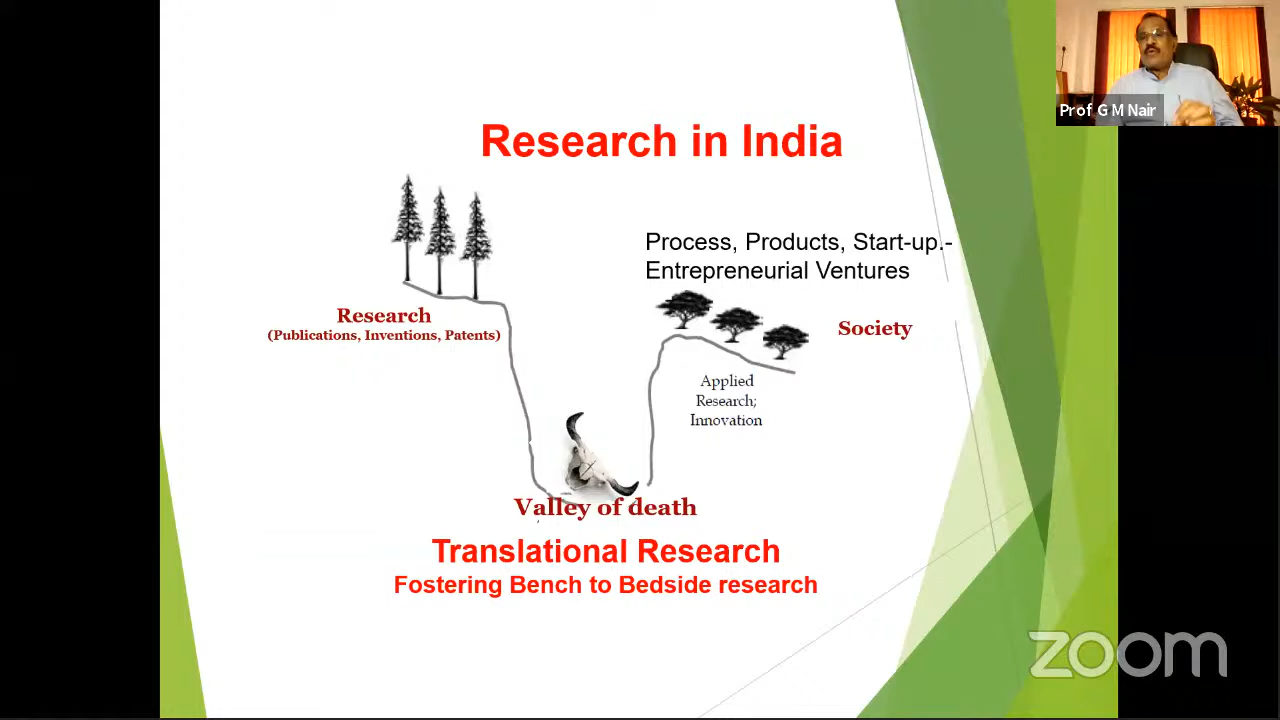 Prof G M Nair
Research in India
Process, Products, Start-up.-
Entrepreneurial Ventures
Research
(Publications, Inventions, Patents)
Society
Applied
Research;
Innovation
Valley of death
Translational Research
Fostering Bench to Bedside research
zoom